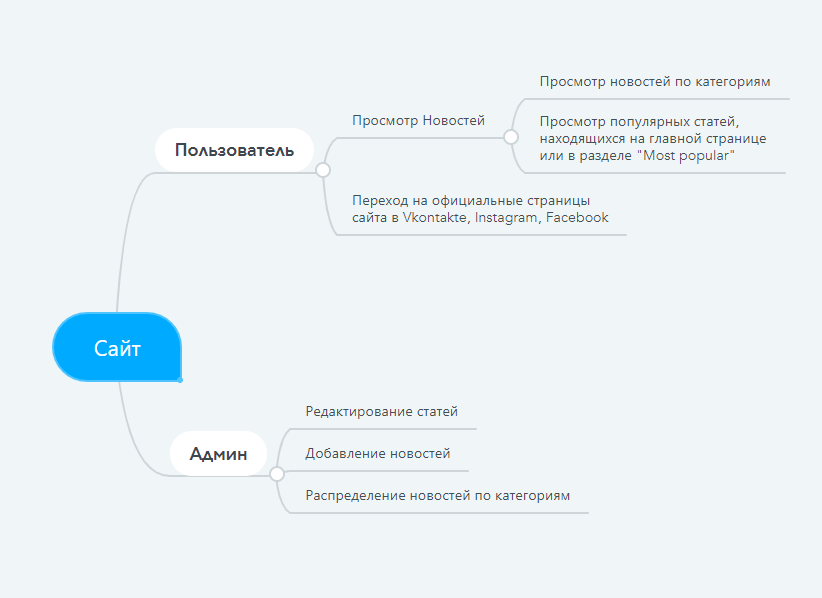 Просмотр новостей по категориям
Просмотр Новостей
Просмотр популярных статей,
находящихся на главной странице
или в разделе "Most popular"
Пользователь
Переход на официальные страницы
сайта в Vkontakte, Instagram, Facebook
Сайт
Редактирование статей
Админ
Добавление новостей
Распределение новостей по категориям